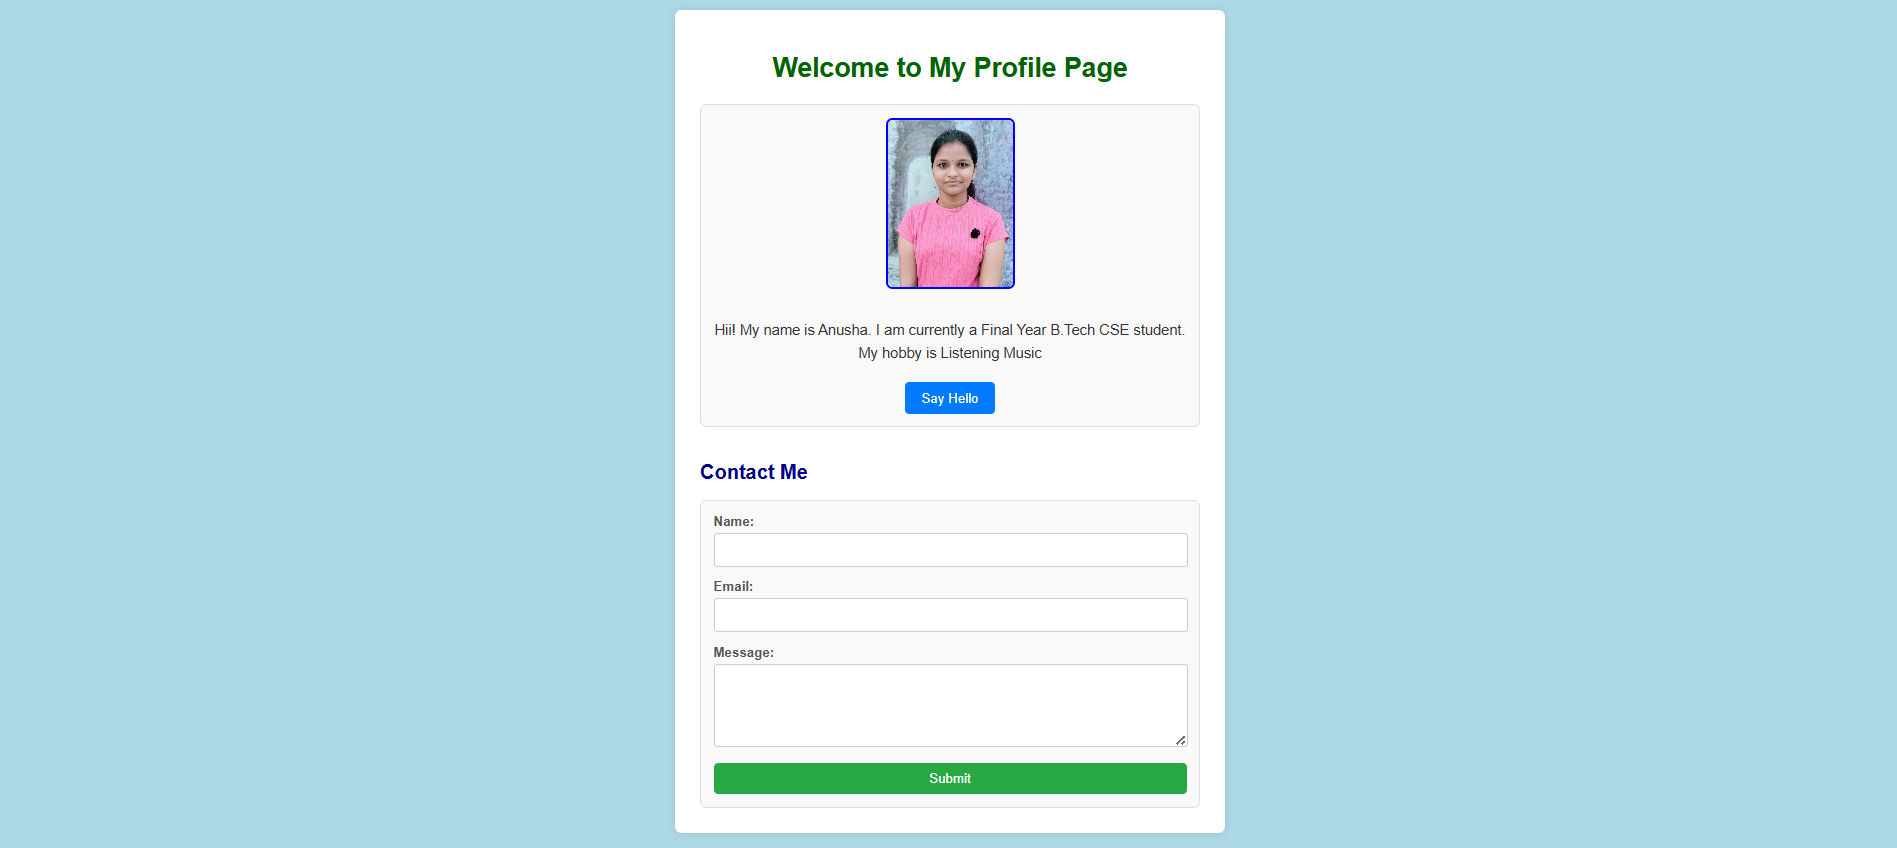 Welcome to My Profile Page
Hii! My name is Anusha. I am currently a Final Year B.Tech CSE student.
My hobby is Listening Music
Say Hello
Contact Me
Name:
Email:
Message:
Submit